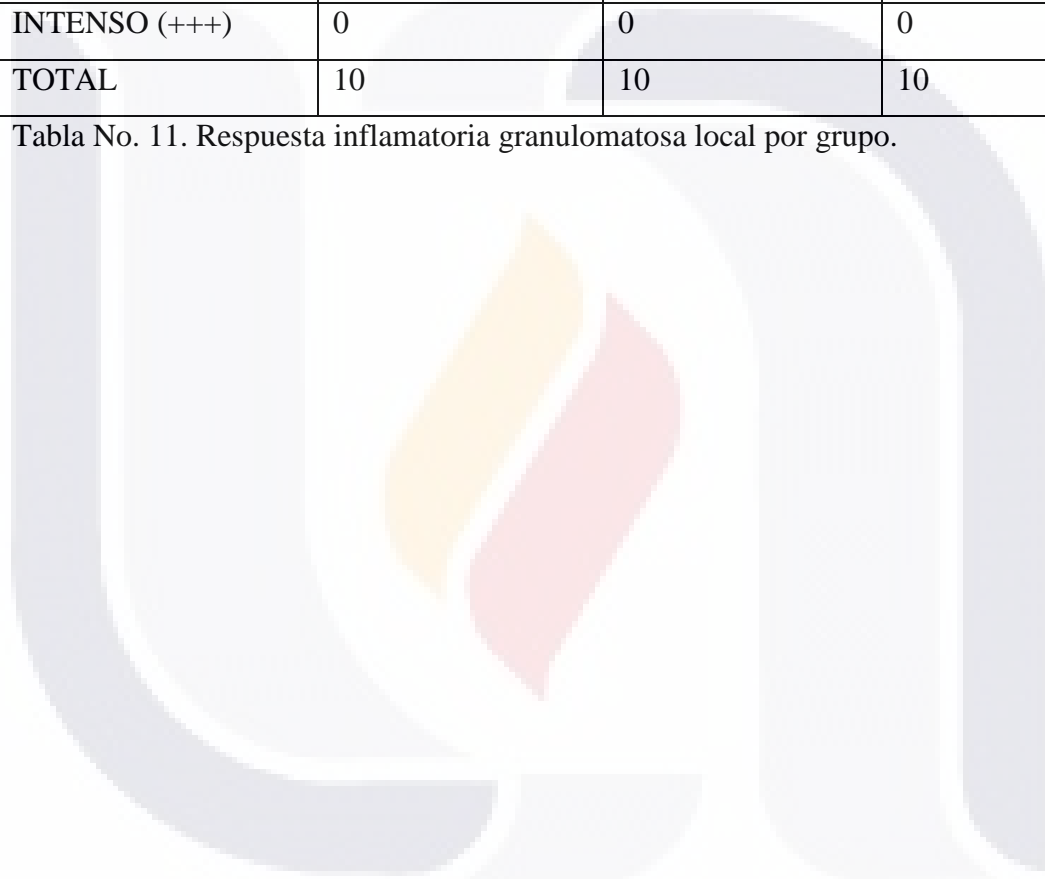 INTENSO (+++) 0 0 0
TOTAL 10 10 10
Tabla No. 11. Respuesta inflamatoria granulomatosa local por grupo.